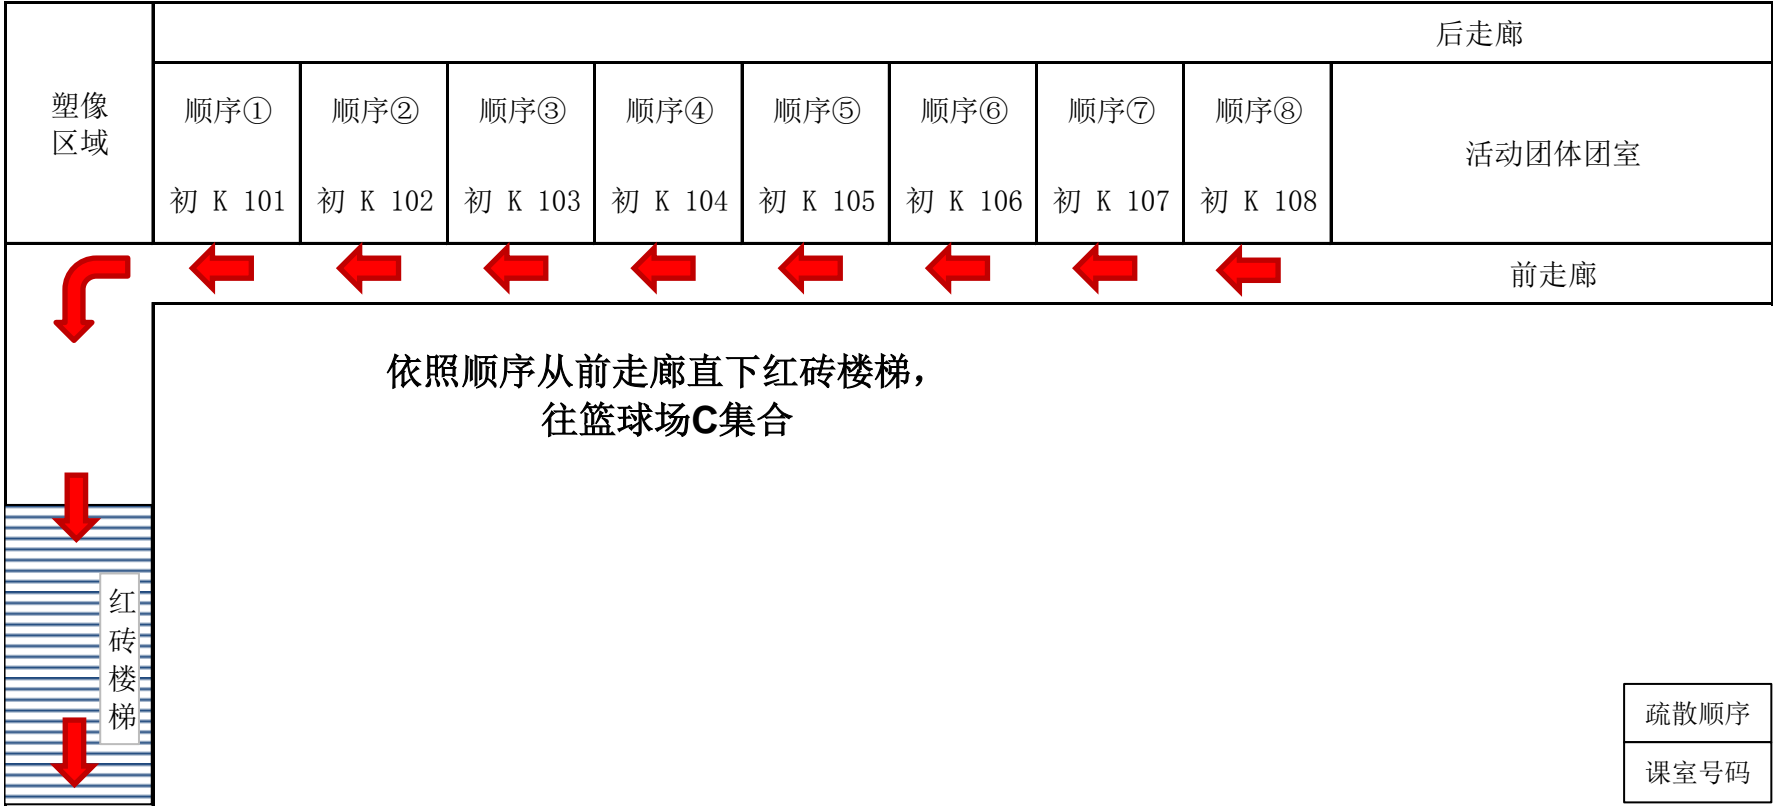 后走廊
塑像
区域
顺序① 顺序② 顺序③ 顺序④ 顺序⑤ 顺序⑥ 顺序⑦ 顺序⑧
活动团体团室
初 K 101 初 K 102 初 K 103 初 K 104 初 K 105 初 K 106 初 K 107 初 K 108
前走廊
依照顺序从前走廊直下红砖楼梯，
往篮球场C集合
红
砖
楼
梯
疏散顺序
课室号码